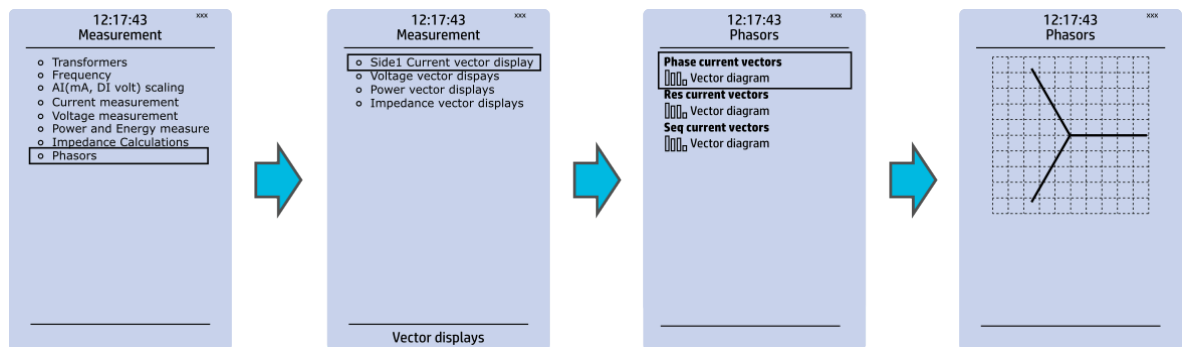 12:17:43 xxx
Measurement
Transformers
Frequency
AI(mA, DI volt) scaling
Current measurement
Voltage measurement
Power and Energy measure
Impedance Calculations
Phasors
12:17:43 xxx
Measurement
Side1 Current vector display
Voltage vector dispays
Power vector displays
Impedance vector displays
Vector displays
12:17:43 xxx
Phasors
Phase current vectors
Vector diagram
Res current vectors
Vector diagram
Seq current vectors
Vector diagram
12:17:43 xxx
Phasors